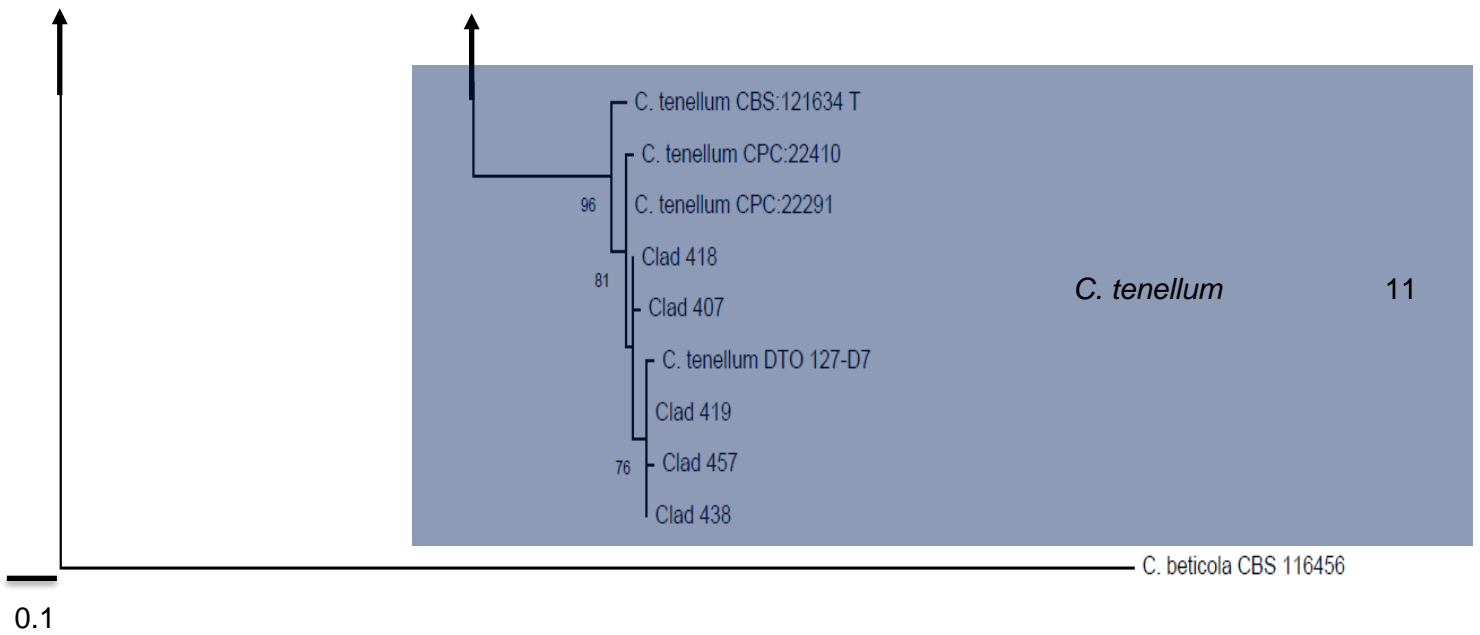 C. tenellum CBS:121634 T
C. tenellum CPC:22410
96 C. tenellum CPC:22291
Clad 418
81
C. tenellum 11
Clad 407
C. tenellum DTO 127-D7
Clad 419
76 Clad 457
Clad 438
C. beticola CBS 116456
0.1